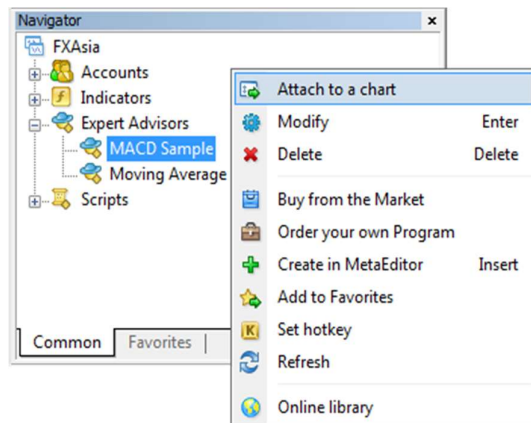 Navigator x
FXAsia
Accounts
Indicators
Expert Advisors
MACD Sample
Moving Average
Scripts
Common Favorites
Attach to a chart
Modify Enter
Delete Delete
Buy from the Market
Order your own Program
Create in MetaEditor Insert
Add to Favorites
K Set hotkey
Refresh
Online library